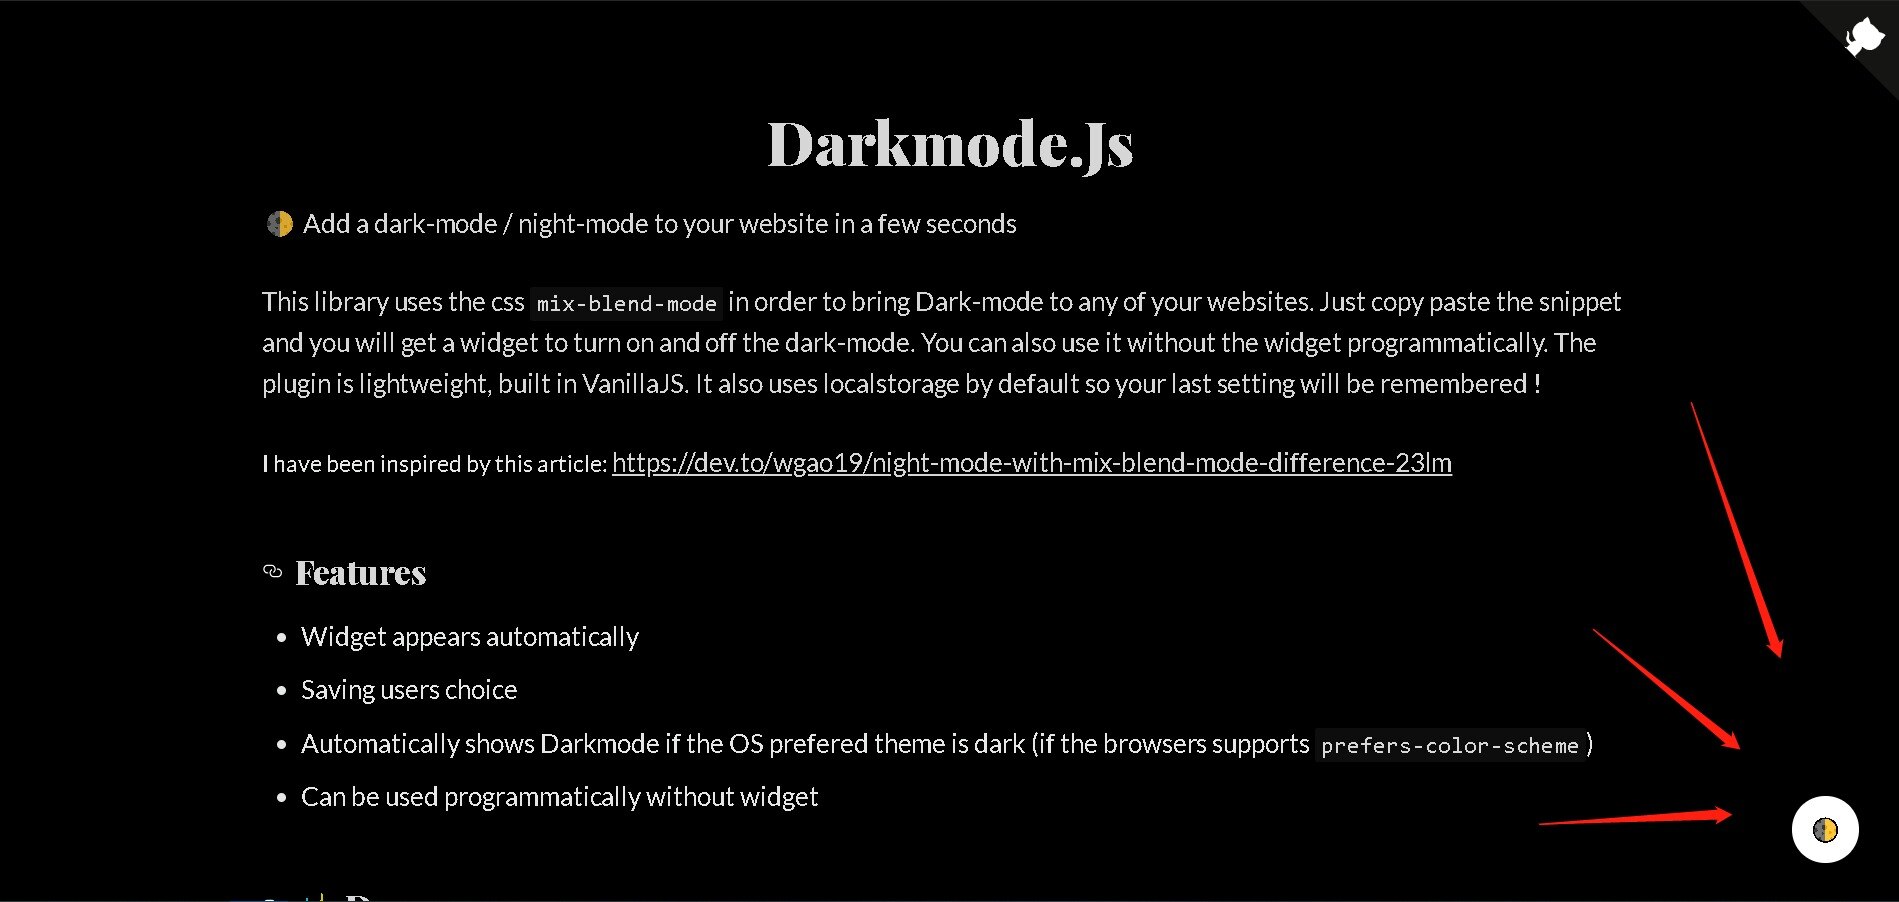 Darkmode.Js
Add a dark-mode / night-mode to your website in a few seconds
This library uses the css mix-blend-mode in order to bring Dark-mode to any of your websites. Just copy paste the snippet
and you will get a widget to turn on and off the dark-mode. You can also use it without the widget programmatically. The
plugin is lightweight, built in VanillaJS. It also uses localstorage by default so your last setting will be remembered !
I have been inspired by this article: https://dev.to/wgao19/night-mode-with-mix-blend-mode-difference-23lm
Features
Widget appears automatically
Saving users choice
Automatically shows Darkmode if the OS prefered theme is dark (if the browsers supports prefers-color-scheme )
Can be used programmatically without widget